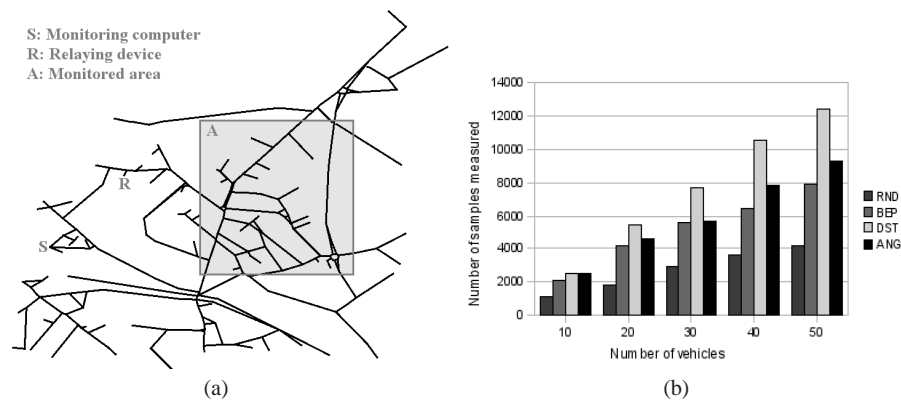 S: Monitoring computer
R: Relaying device
A: Monitored area
A
R
S
(a)
Number of samples measured
14000
12000
10000
8000
6000
4000
2000
0
10 20 30 40 50
Number of vehicles
RND
BEP
DST
ANG
(b)